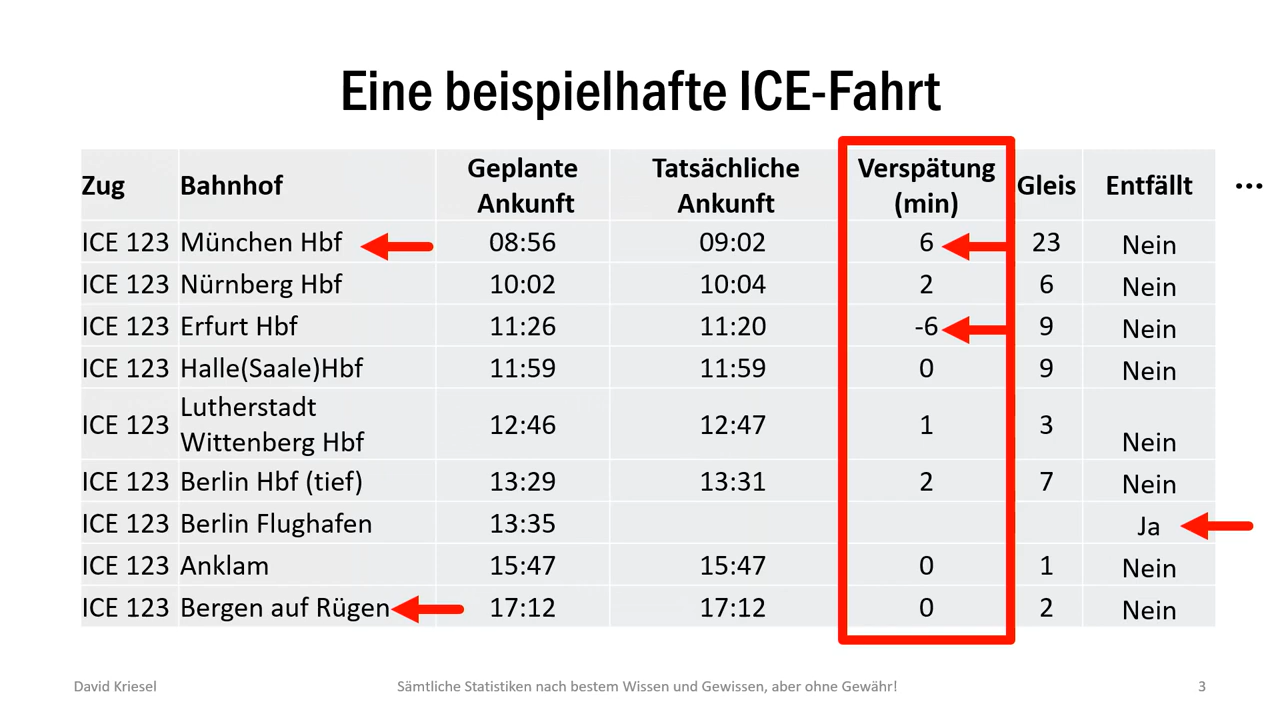 Eine beispielhafte ICE-Fahrt
Zug Bahnhof Geplante Ankunft Tatsächliche Ankunft Verspätung (min) Gleis Entfällt ...
ICE 123 München Hbf 08:56 09:02 6 23 Nein
ICE 123 Nürnberg Hbf 10:02 10:04 2 6 Nein
ICE 123 Erfurt Hbf 11:26 11:20 -6 9 Nein
ICE 123 Halle(Saale)Hbf 11:59 11:59 0 9 Nein
ICE 123 Lutherstadt Wittenberg Hbf 12:46 12:47 1 3 Nein
ICE 123 Berlin Hbf (tief) 13:29 13:31 2 7 Nein
ICE 123 Berlin Flughafen 13:35 Ja
ICE 123 Anklam 15:47 15:47 0 1 Nein
ICE 123 Bergen auf Rügen 17:12 17:12 0 2 Nein
David Kriesel Sämtliche Statistiken nach bestem Wissen und Gewissen, aber ohne Gewähr! 3